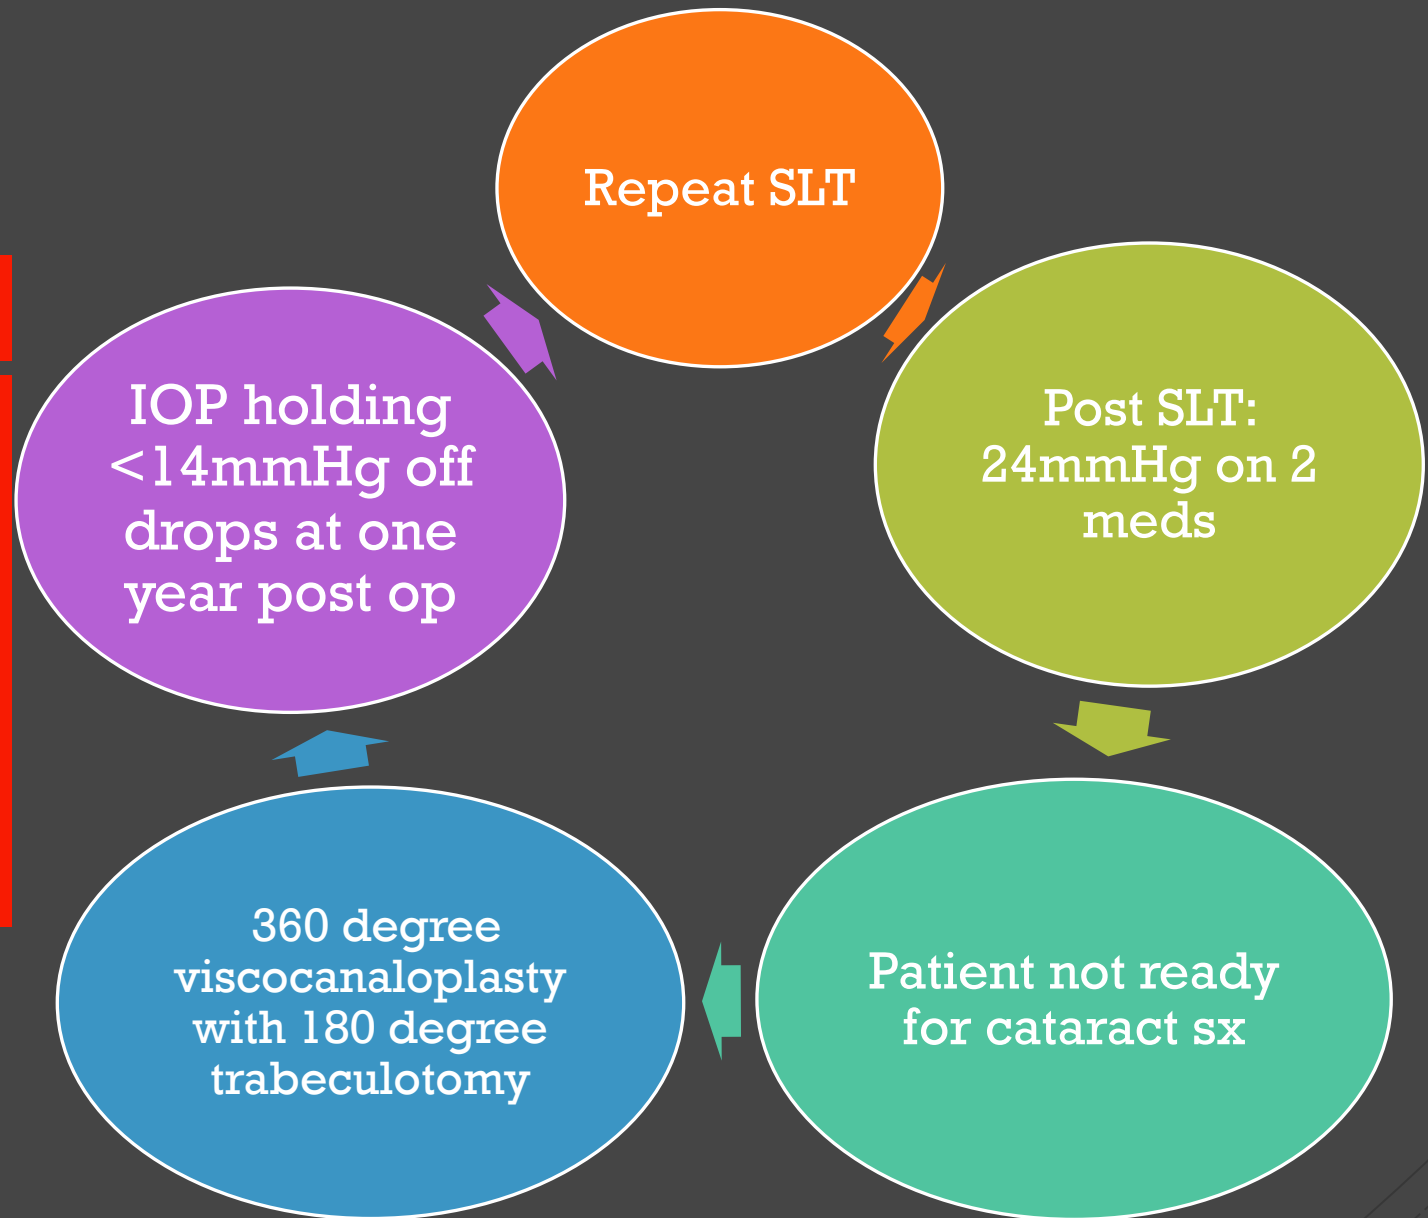 Repeat SLT
Post SLT:
24mmHg on 2
meds
Patient not ready
for cataract sx
360 degree
viscocanaloplasty
with 180 degree
trabeculotomy
IOP holding
<14mmHg off
drops at one
year post op